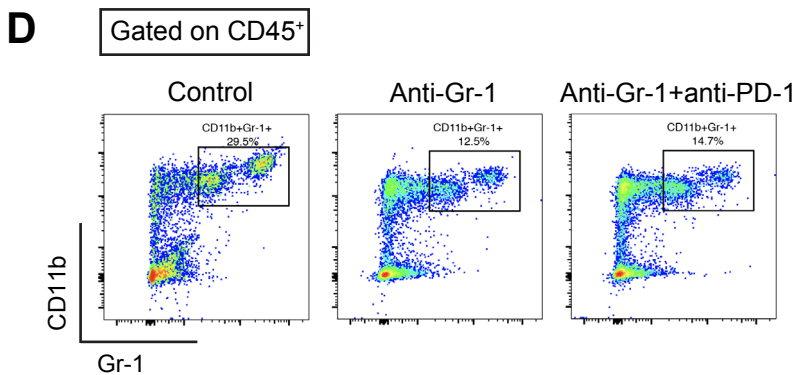 D
Gated on CD45+
Control
Anti-Gr-1
Anti-Gr-1+anti-PD-1
CD11b+Gr-1+
29.5%
CD11b+Gr-1+
12.5%
CD11b+Gr-1+
14.7%
CD11b
Gr-1